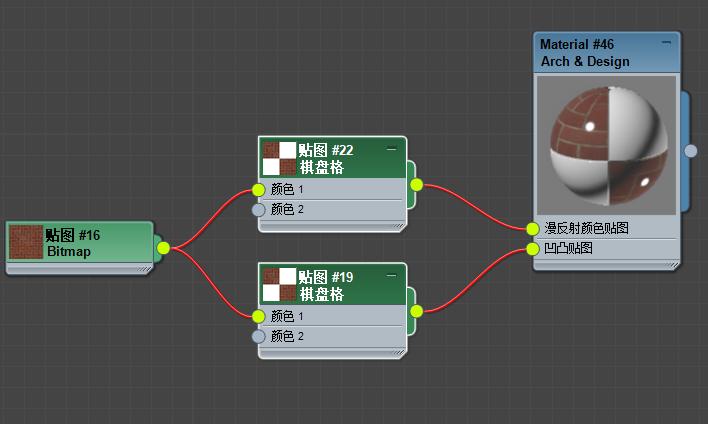 贴图 #16
Bitmap
贴图 #22
棋盘格
颜色 1
颜色 2
贴图 #19
棋盘格
颜色 1
颜色 2
Material #46
Arch & Design
漫反射颜色贴图
凹凸贴图